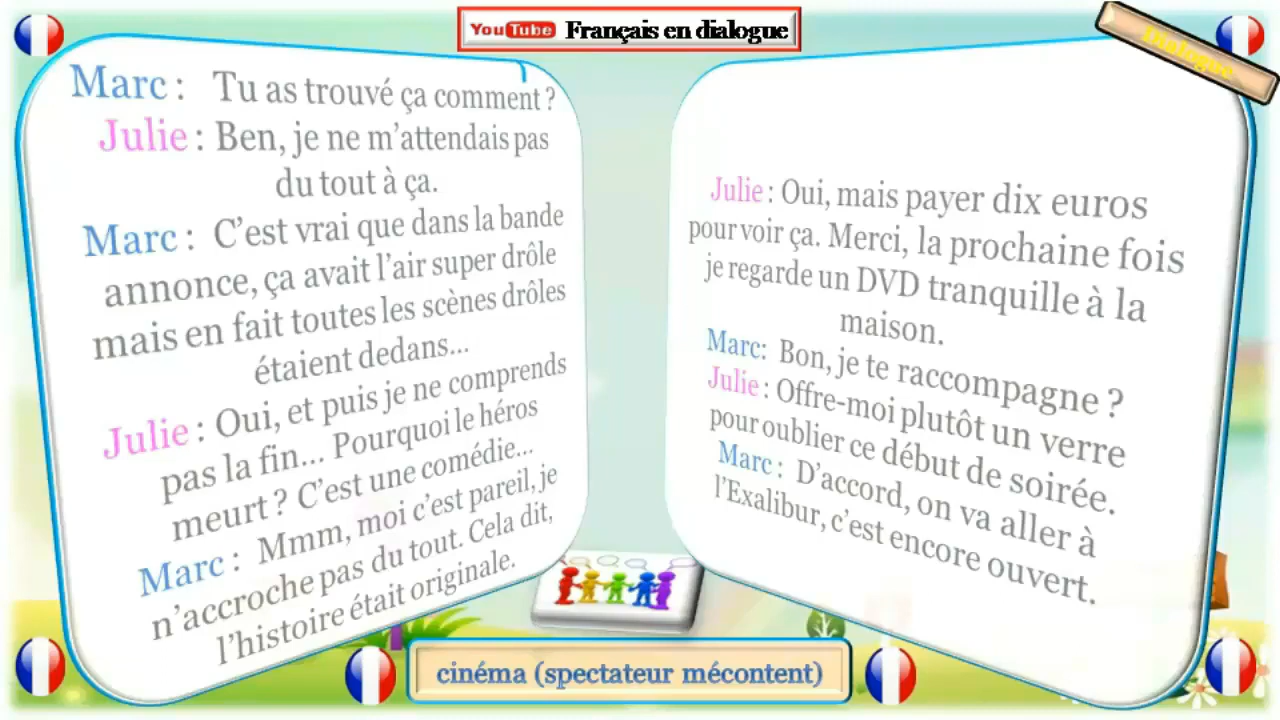 YouTube Français en dialogue
Dialogue
Marc : Tu as trouvé ça comment ?
Julie : Ben, je ne m'attendais pas
du tout à ça.
Marc : C'est vrai que dans la bande
annonce, ça avait l'air super drôle
mais en fait toutes les scènes drôles
étaient dedans...
Julie : Oui, et puis je ne comprends
pas la fin... Pourquoi le héros
meurt ? C'est une comédie...
Marc : Mmm, moi c'est pareil, je
n'accroche pas du tout. Cela dit,
l'histoire était originale.
Julie : Oui, mais payer dix euros
pour voir ça. Merci, la prochaine fois
je regarde un DVD tranquille à la
maison.
Marc: Bon, je te raccompagne ?
Julie : Offre-moi plutôt un verre
pour oublier ce début de soirée.
Marc : D'accord, on va aller à
l'Exalibur, c'est encore ouvert.
cinéma (spectateur mécontent)